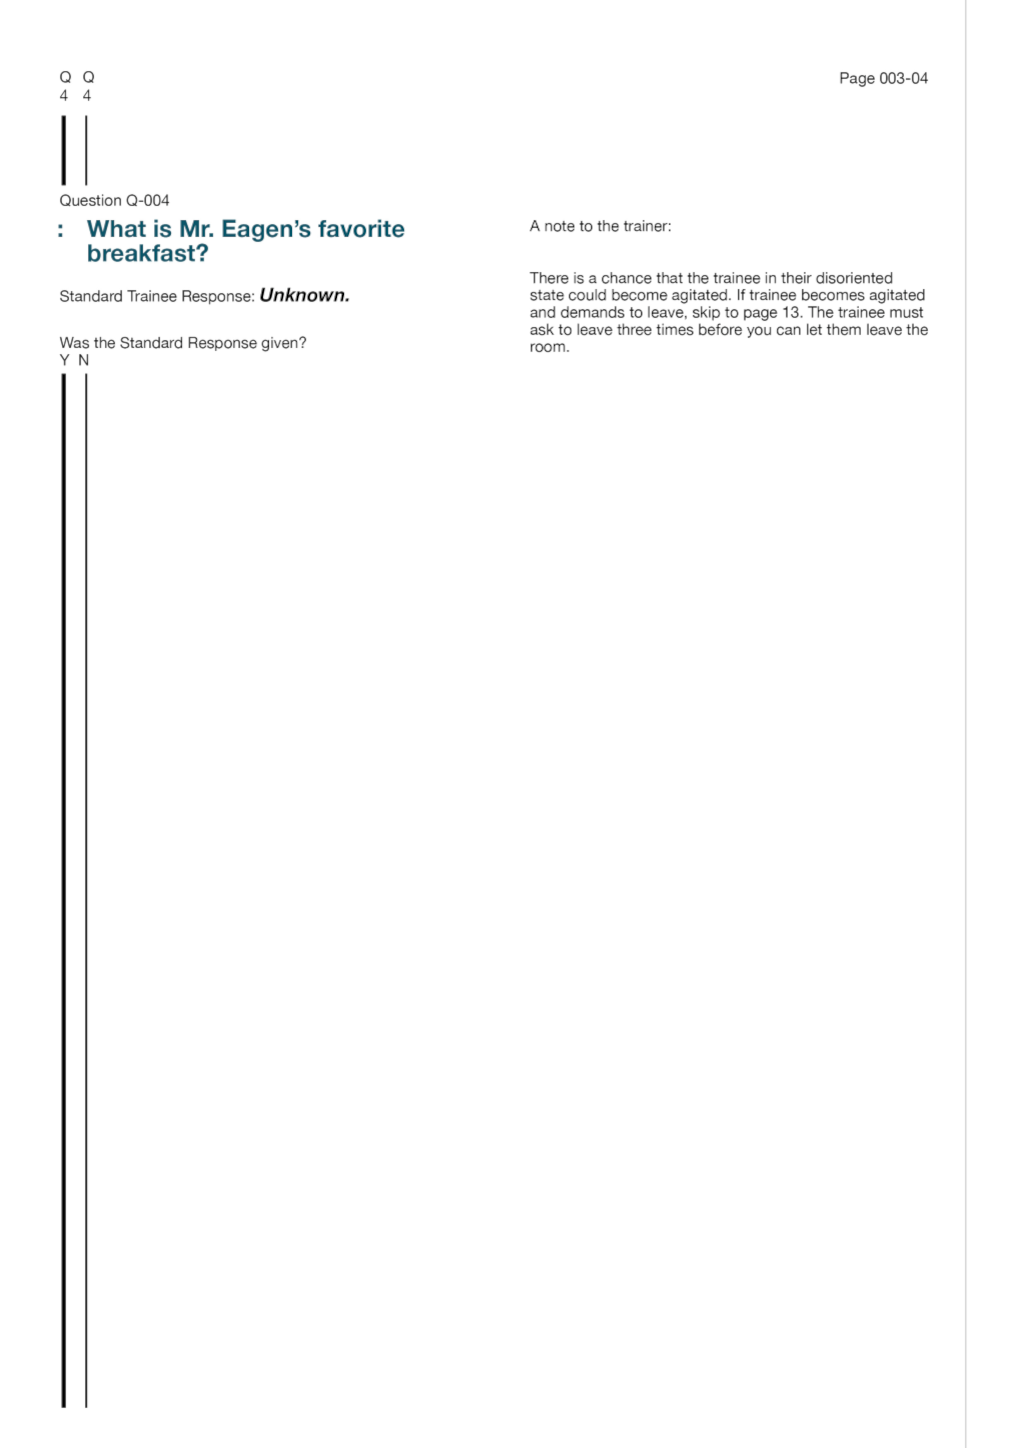 Q Q
4 4
Page 003-04
Question Q-004
: What is Mr. Eagen’s favorite
breakfast?
Standard Trainee Response: Unknown.
Was the Standard Response given?
Y N
A note to the trainer:
There is a chance that the trainee in their disoriented
state could become agitated. If trainee becomes agitated
and demands to leave, skip to page 13. The trainee must
ask to leave three times before you can let them leave the
room.